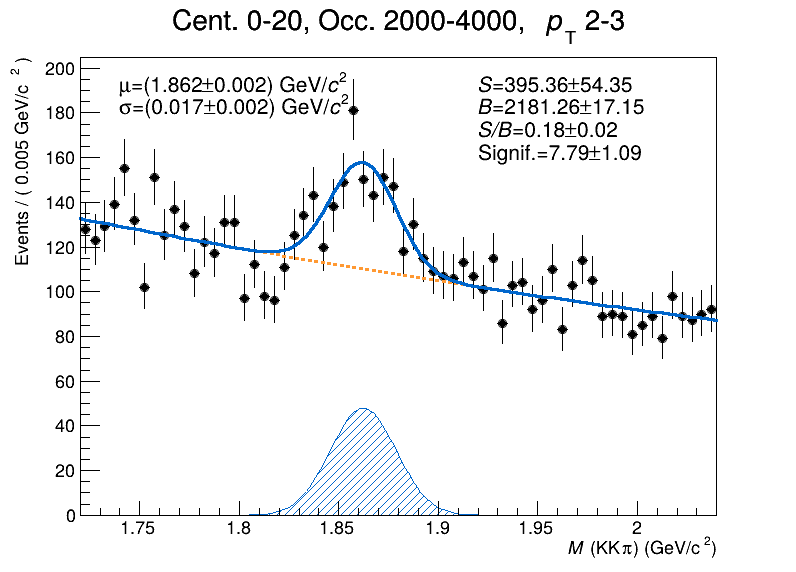 Cent. 0-20, Occ. 2000-4000, p_T 2-3
μ=(1.862±0.002) GeV/c²
σ=(0.017±0.002) GeV/c²
S=395.36±54.35
B=2181.26±17.15
S/B=0.18±0.02
Signif.=7.79±1.09
Events / ( 0.005 GeV/c ² )
200
180
160
140
120
100
80
60
40
20
0
1.75 1.8 1.85 1.9 1.95 2
M (KKπ) (GeV/c ²)